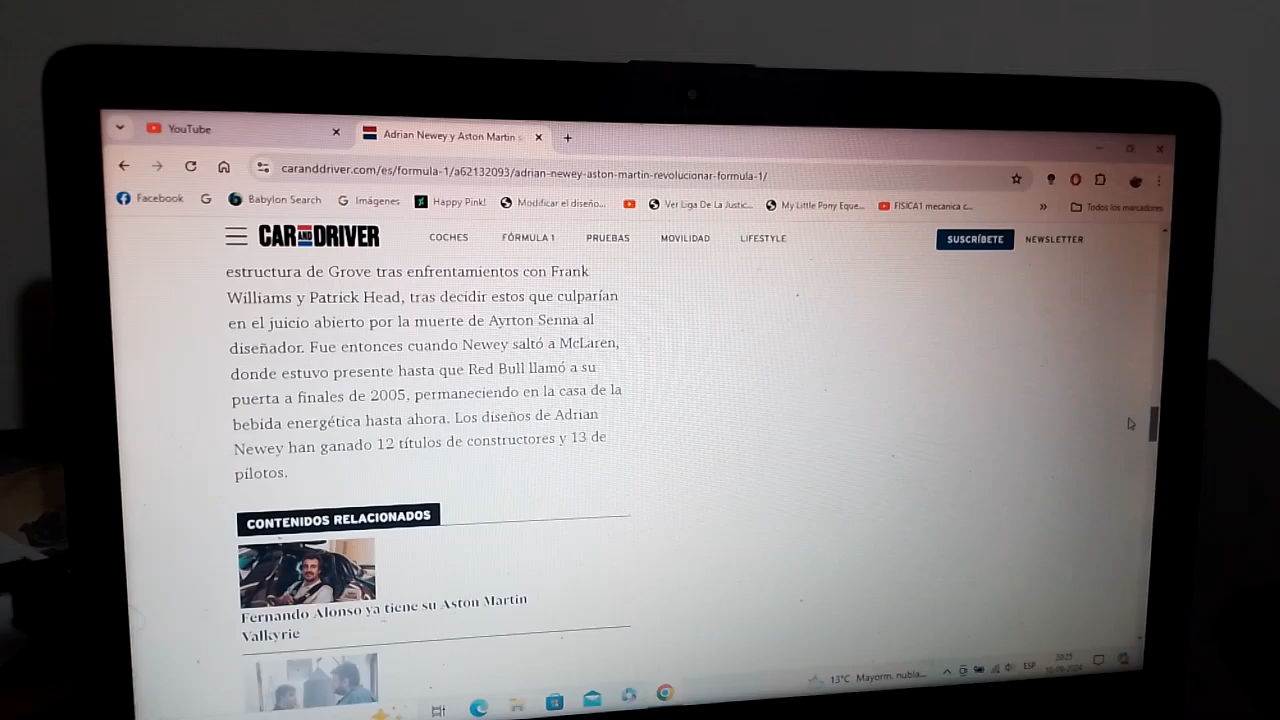 YouTube
Adrian Newey y Aston Martin s
caranddriver.com/es/formula-1/a62132093/adrian-newey-aston-martin-revolucionar-formula-1/
Facebook
Babylon Search
Imágenes
Happy Pink!
Modificar el diseño...
Ver Liga De La Justic...
My Little Pony Eque...
FISICA1 mecanica c...
Todos los marcadores
CAR AND DRIVER
COCHES
FÓRMULA 1
PRUEBAS
MOVILIDAD
LIFESTYLE
SUSCRÍBETE
NEWSLETTER
estructura de Grove tras enfrentamientos con Frank
Williams y Patrick Head, tras decidir estos que culparían
en el juicio abierto por la muerte de Ayrton Senna al
diseñador. Fue entonces cuando Newey saltó a McLaren,
donde estuvo presente hasta que Red Bull llamó a su
puerta a finales de 2005, permaneciendo en la casa de la
bebida energética hasta ahora. Los diseños de Adrian
Newey han ganado 12 títulos de constructores y 13 de
pilotos.
CONTENIDOS RELACIONADOS
Fernando Alonso ya tiene su Aston Martin
Valkyrie
13°C Mayorm. nubla...
ESP
20:25